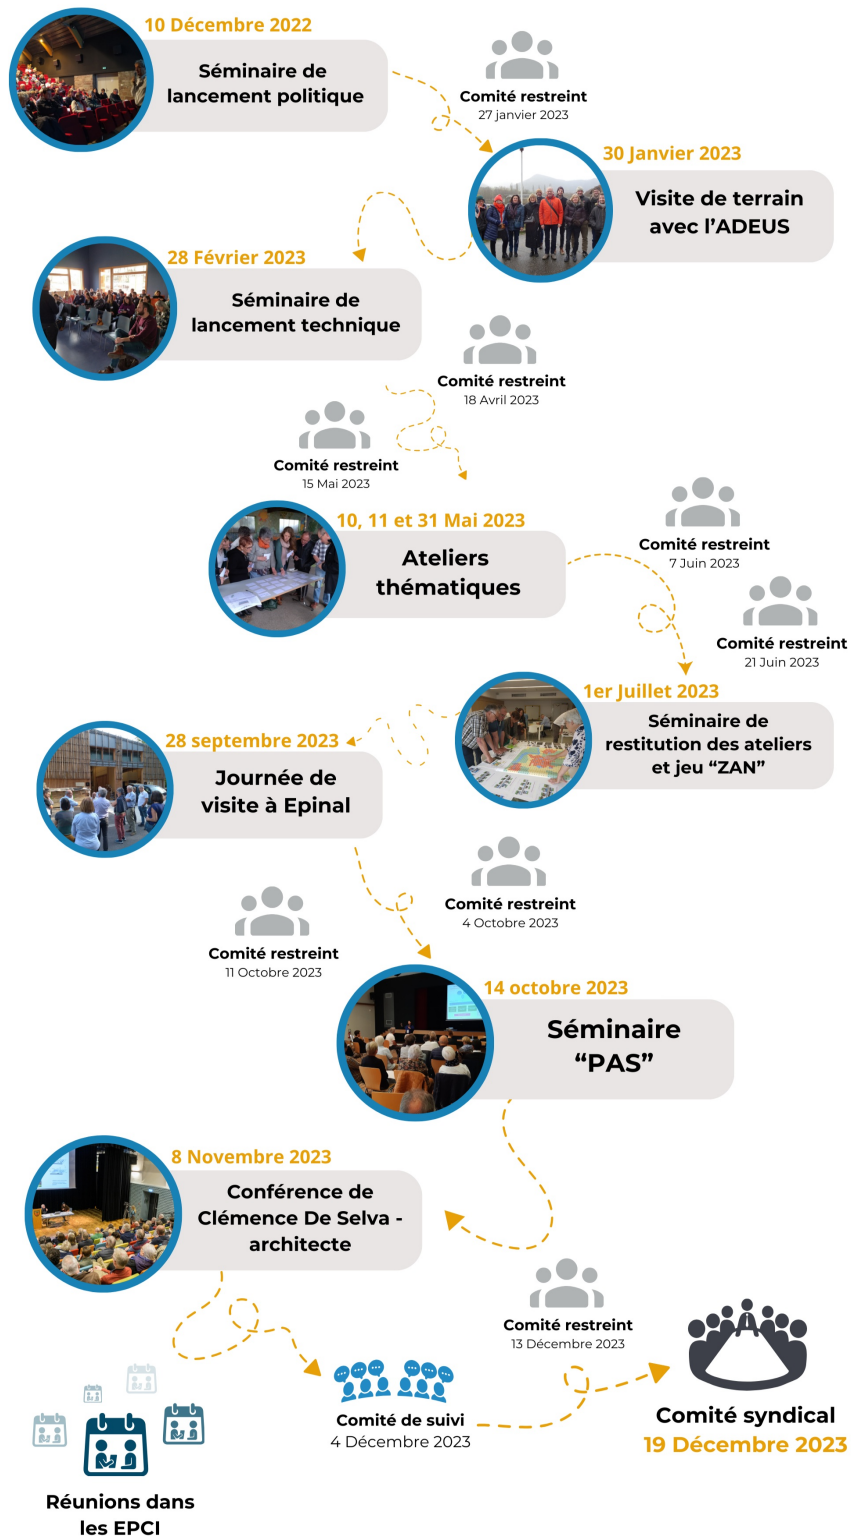 10 Décembre 2022
Séminaire de
lancement politique
Comité restreint
27 janvier 2023
30 Janvier 2023
Visite de terrain
avec l’ADEUS
28 Février 2023
Séminaire de
lancement technique
Comité restreint
18 Avril 2023
Comité restreint
15 Mai 2023
10, 11 et 31 Mai 2023
Ateliers
thématiques
Comité restreint
7 Juin 2023
Comité restreint
21 Juin 2023
1er Juillet 2023
Séminaire de
restitution des ateliers
et jeu “ZAN”
28 septembre 2023
Journée de
visite à Epinal
Comité restreint
4 Octobre 2023
Comité restreint
11 Octobre 2023
14 octobre 2023
Séminaire
“PAS”
8 Novembre 2023
Conférence de
Clémence De Selva -
architecte
Comité restreint
13 Décembre 2023
Comité de suivi
4 Décembre 2023
Comité syndical
19 Décembre 2023
Réunions dans
les EPCI